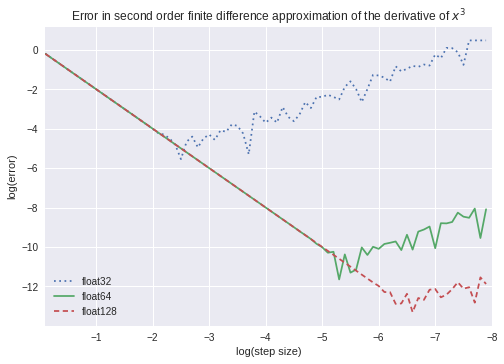 Error in second order finite difference approximation of the derivative of x³
0
−2
−4
−6
−8
−10
−12
log(error)
float32
float64
float128
−1 −2 −3 −4 −5 −6 −7 −8
log(step size)